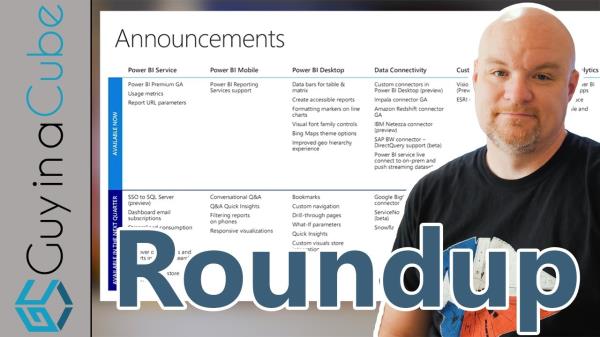 Guy in a Cube
Announcements
Power BI Service
Power BI Mobile
Power BI Desktop
Data Connectivity
AVAILABLE NOW
Power BI Premium GA
Usage metrics
Report URL parameters
Power BI Reporting
Services support
Data bars for table &
matrix
Create accessible reports
Formatting markers on line
charts
Visual font family controls
Bing Maps theme options
Improved geo hierarchy
experience
Custom connectors in
Power BI Desktop (preview)
Impala connector GA
Amazon Redshift connector
GA
IBM Netezza connector
(preview)
SAP BW connector –
DirectQuery support (beta)
Power BI service live
connect to on-prem and
push streaming
AVAILABLE IN THE NEXT QUARTER
SSO to SQL Server
(preview)
Dashboard email
subscriptions
Conversational Q&A
Q&A Quick Insights
Filtering reports
on phones
Responsive visualizations
Bookmarks
Custom navigation
Drill-through pages
What-if parameters
Quick Insights
Custom visuals store
connector
Roundup